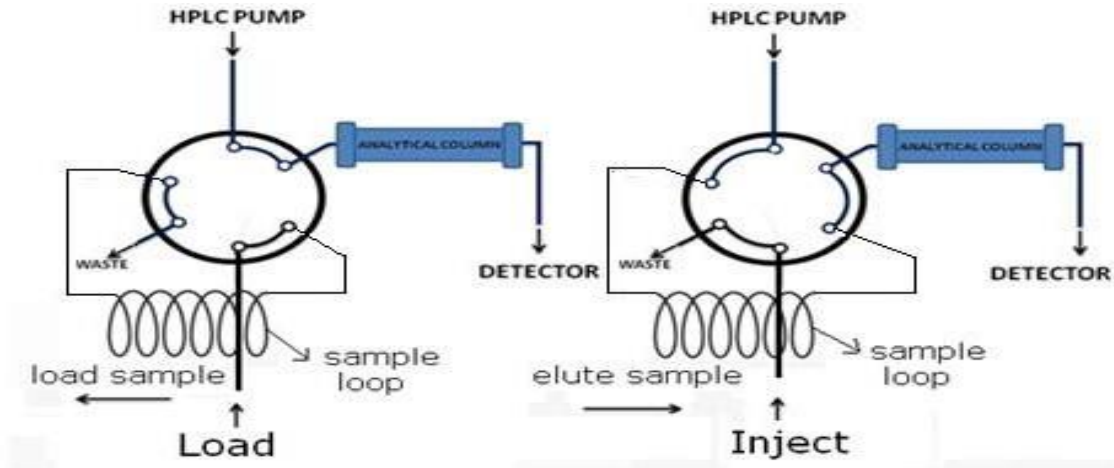 HPLC PUMP
ANALYTICAL COLUMN
WASTE
DETECTOR
sample
loop
load sample
Load
HPLC PUMP
ANALYTICAL COLUMN
WASTE
DETECTOR
sample
loop
elute sample
Inject